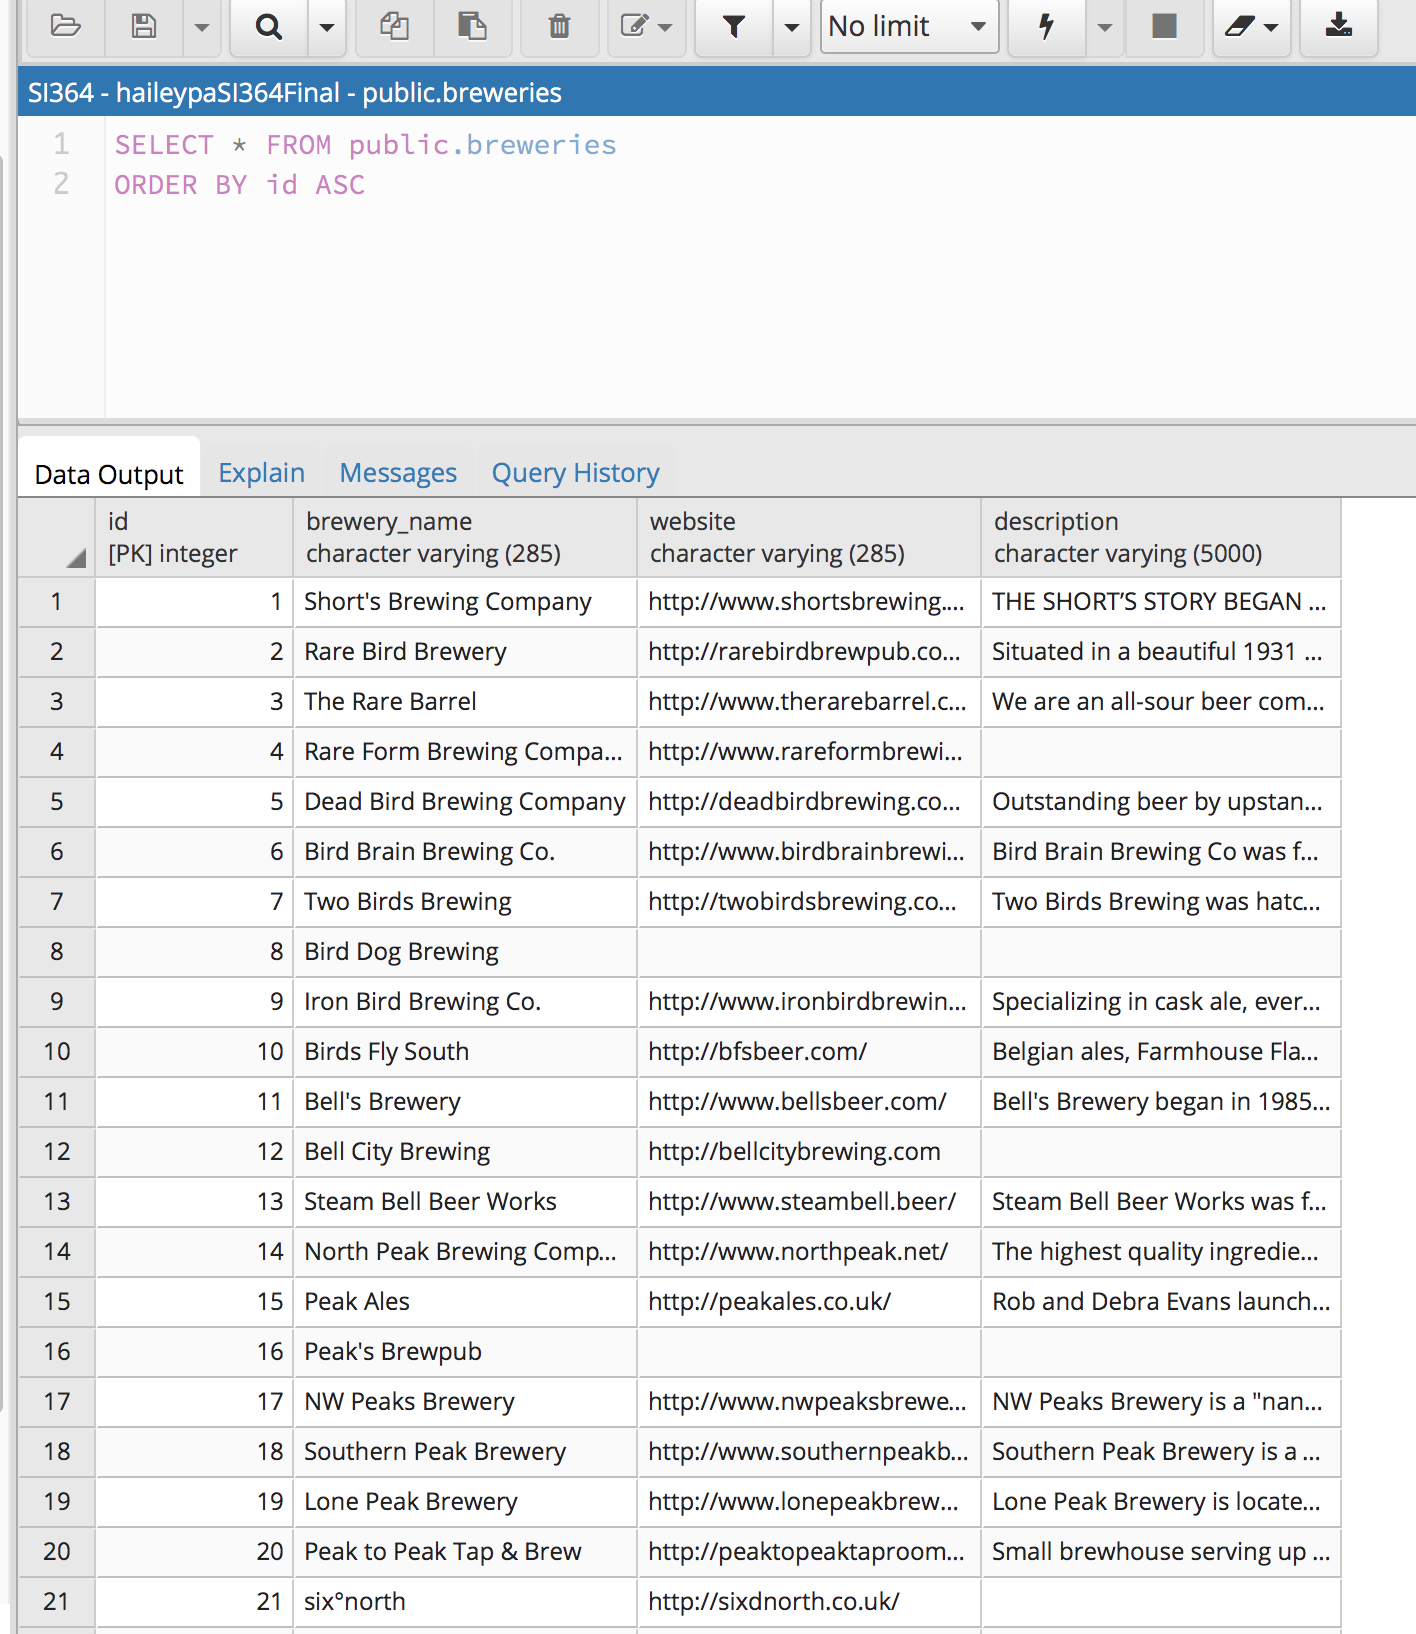 No limit
SI364 - haileypaSI364Final - public.breweries
1 SELECT * FROM public.breweries
2 ORDER BY id ASC
Data Output Explain Messages Query History
id brewery_name website description
[PK] integer character varying (285) character varying (285) character varying (5000)
1 1 Short's Brewing Company http://www.shortsbrewing.... THE SHORT’S STORY BEGAN ...
2 2 Rare Bird Brewery http://rarebirdbrewpub.co... Situated in a beautiful 1931 ...
3 3 The Rare Barrel http://www.therarebarrel.c... We are an all-sour beer com...
4 4 Rare Form Brewing Compa... http://www.rareformbrewi...
5 5 Dead Bird Brewing Company http://deadbirdbrewing.co... Outstanding beer by upstan...
6 6 Bird Brain Brewing Co. http://www.birdbrainbrewi... Bird Brain Brewing Co was f...
7 7 Two Birds Brewing http://twobirdsbrewing.co... Two Birds Brewing was hatc...
8 8 Bird Dog Brewing
9 9 Iron Bird Brewing Co. http://www.ironbirdbrewin... Specializing in cask ale, ever...
10 10 Birds Fly South http://bfsbeer.com/ Belgian ales, Farmhouse Fla...
11 11 Bell's Brewery http://www.bellsbeer.com/ Bell's Brewery began in 1985...
12 12 Bell City Brewing http://bellcitybrewing.com
13 13 Steam Bell Beer Works http://www.steambell.beer/ Steam Bell Beer Works was f...
14 14 North Peak Brewing Comp... http://www.northpeak.net/ The highest quality ingredie...
15 15 Peak Ales http://peakales.co.uk/ Rob and Debra Evans launch...
16 16 Peak's Brewpub
17 17 NW Peaks Brewery http://www.nwpeaksbrewe... NW Peaks Brewery is a "nan...
18 18 Southern Peak Brewery http://www.southernpeakb... Southern Peak Brewery is a ...
19 19 Lone Peak Brewery http://www.lonepeakbrew... Lone Peak Brewery is locate...
20 20 Peak to Peak Tap & Brew http://peaktopeaktaproom... Small brewhouse serving up ...
21 21 six°north http://sixdnorth.co.uk/